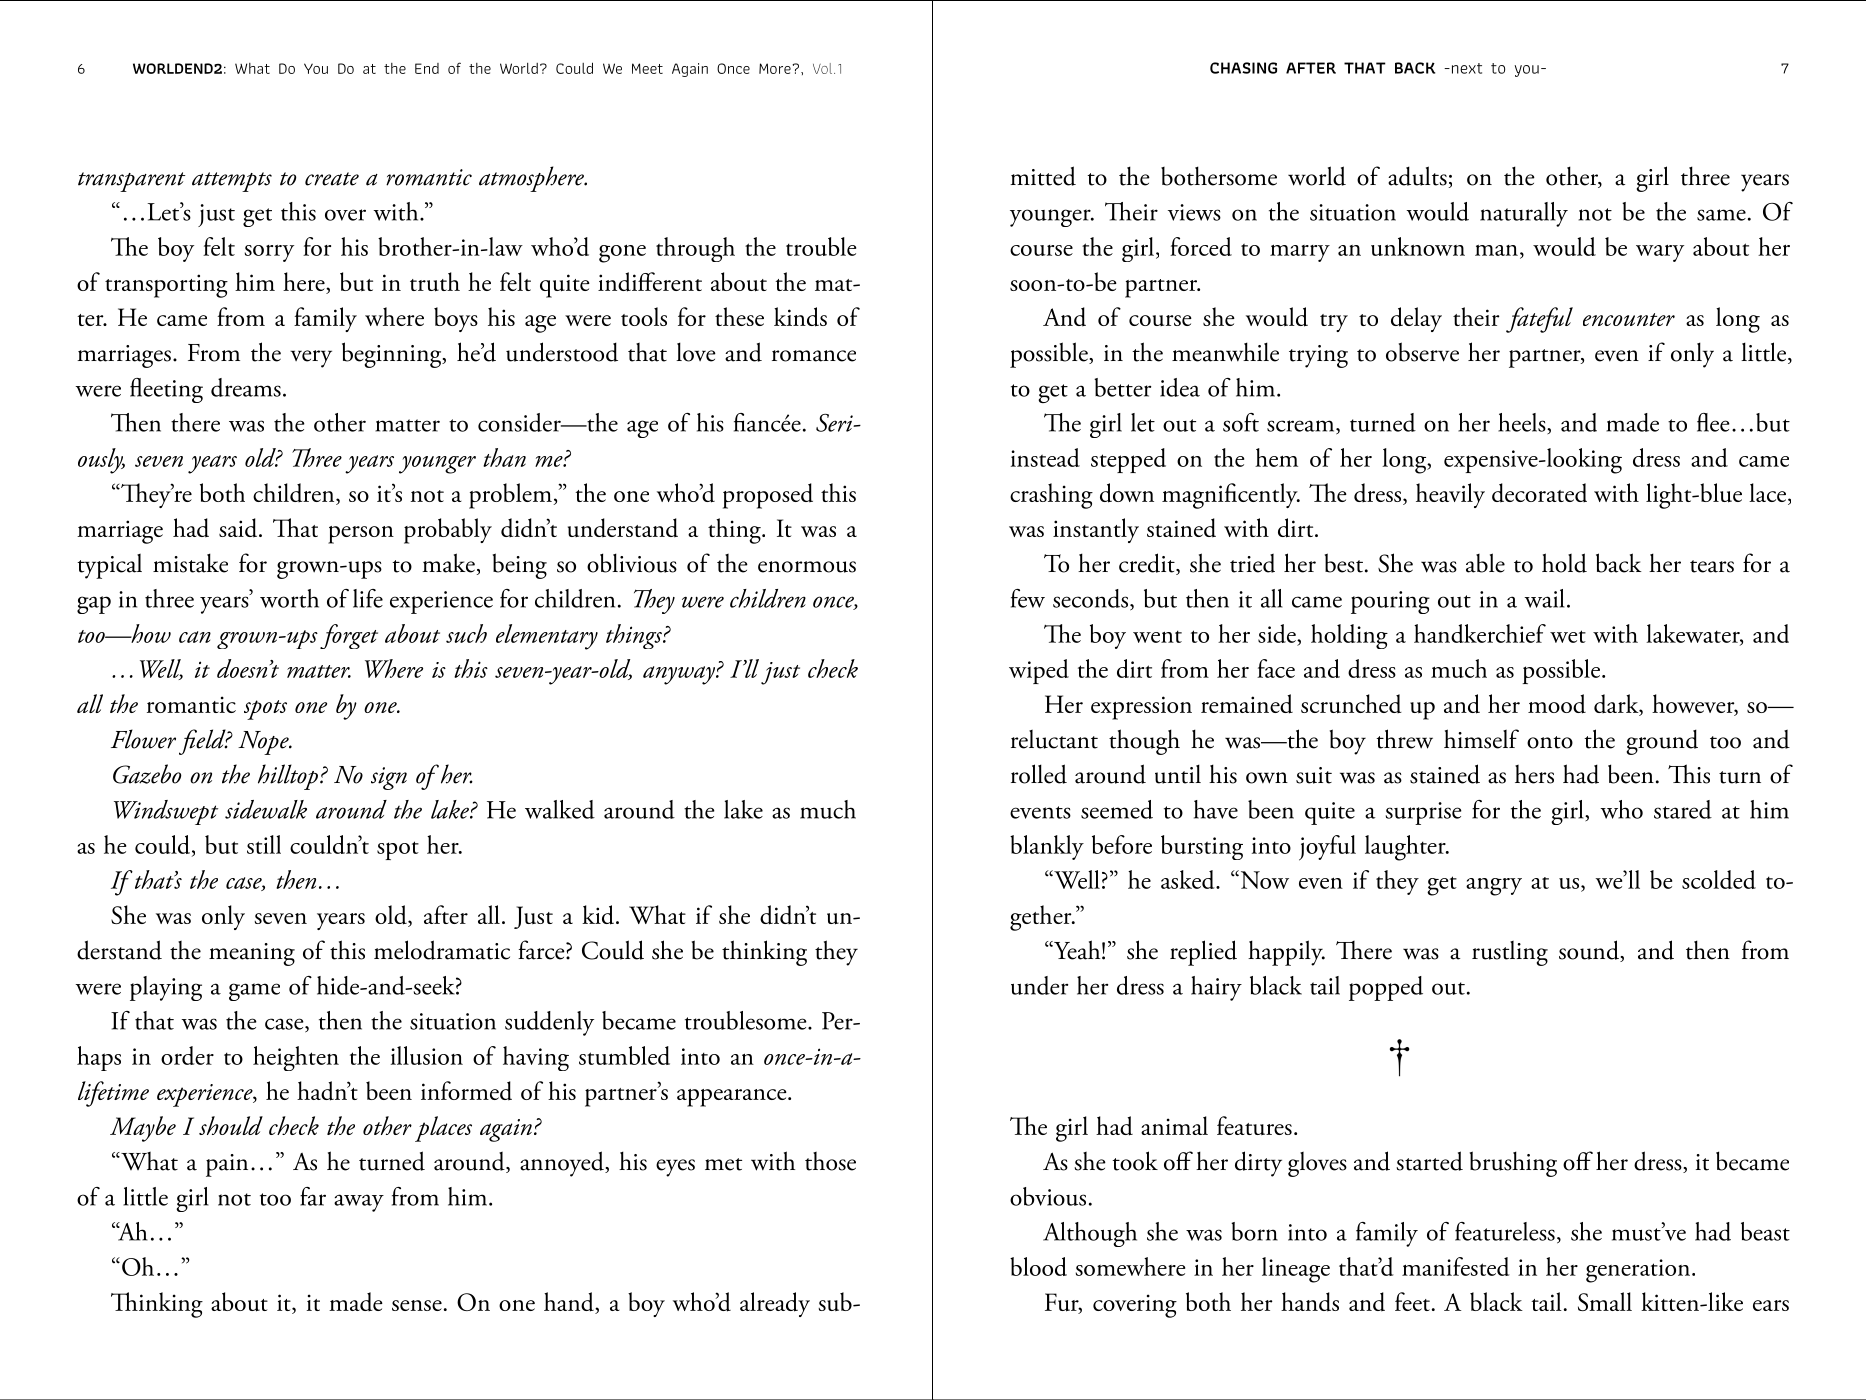 6 WORLDEND2: What Do You Do at the End of the World? Could We Meet Again Once More?, Vol.1
transparent attempts to create a romantic atmosphere.
“…Let’s just get this over with.”
The boy felt sorry for his brother-in-law who’d gone through the trouble
of transporting him here, but in truth he felt quite indifferent about the mat-
ter. He came from a family where boys his age were tools for these kinds of
marriages. From the very beginning, he’d understood that love and romance
were fleeting dreams.
Then there was the other matter to consider—the age of his fiancée. Seri-
ously, seven years old? Three years younger than me?
“They’re both children, so it’s not a problem,” the one who’d proposed this
marriage had said. That person probably didn’t understand a thing. It was a
typical mistake for grown-ups to make, being so oblivious of the enormous
gap in three years’ worth of life experience for children. They were children once,
too—how can grown-ups forget about such elementary things?
…Well, it doesn’t matter. Where is this seven-year-old, anyway? I’ll just check
all the romantic spots one by one.
Flower field? Nope.
Gazebo on the hilltop? No sign of her.
Windswept sidewalk around the lake? He walked around the lake as much
as he could, but still couldn’t spot her.
If that’s the case, then…
She was only seven years old, after all. Just a kid. What if she didn’t un-
derstand the meaning of this melodramatic farce? Could she be thinking they
were playing a game of hide-and-seek?
If that was the case, then the situation suddenly became troublesome. Per-
haps in order to heighten the illusion of having stumbled into an once-in-a-
lifetime experience, he hadn’t been informed of his partner’s appearance.
Maybe I should check the other places again?
“What a pain…” As he turned around, annoyed, his eyes met with those
of a little girl not too far away from him.
“Ah…”
“Oh…”
Thinking about it, it made sense. On one hand, a boy who’d already sub-
CHASING AFTER THAT BACK -next to you- 7
mitted to the bothersome world of adults; on the other, a girl three years
younger. Their views on the situation would naturally not be the same. Of
course the girl, forced to marry an unknown man, would be wary about her
soon-to-be partner.
And of course she would try to delay their fateful encounter as long as
possible, in the meanwhile trying to observe her partner, even if only a little,
to get a better idea of him.
The girl let out a soft scream, turned on her heels, and made to flee…but
instead stepped on the hem of her long, expensive-looking dress and came
crashing down magnificently. The dress, heavily decorated with light-blue lace,
was instantly stained with dirt.
To her credit, she tried her best. She was able to hold back her tears for a
few seconds, but then it all came pouring out in a wail.
The boy went to her side, holding a handkerchief wet with lakewater, and
wiped the dirt from her face and dress as much as possible.
Her expression remained scrunched up and her mood dark, however, so—
reluctant though he was—the boy threw himself onto the ground too and
rolled around until his own suit was as stained as hers had been. This turn of
events seemed to have been quite a surprise for the girl, who stared at him
blankly before bursting into joyful laughter.
“Well?” he asked. “Now even if they get angry at us, we’ll be scolded to-
gether.”
“Yeah!” she replied happily. There was a rustling sound, and then from
under her dress a hairy black tail popped out.
†
The girl had animal features.
As she took off her dirty gloves and started brushing off her dress, it became
obvious.
Although she was born into a family of featureless, she must’ve had beast
blood somewhere in her lineage that’d manifested in her generation.
Fur, covering both her hands and feet. A black tail. Small kitten-like ears